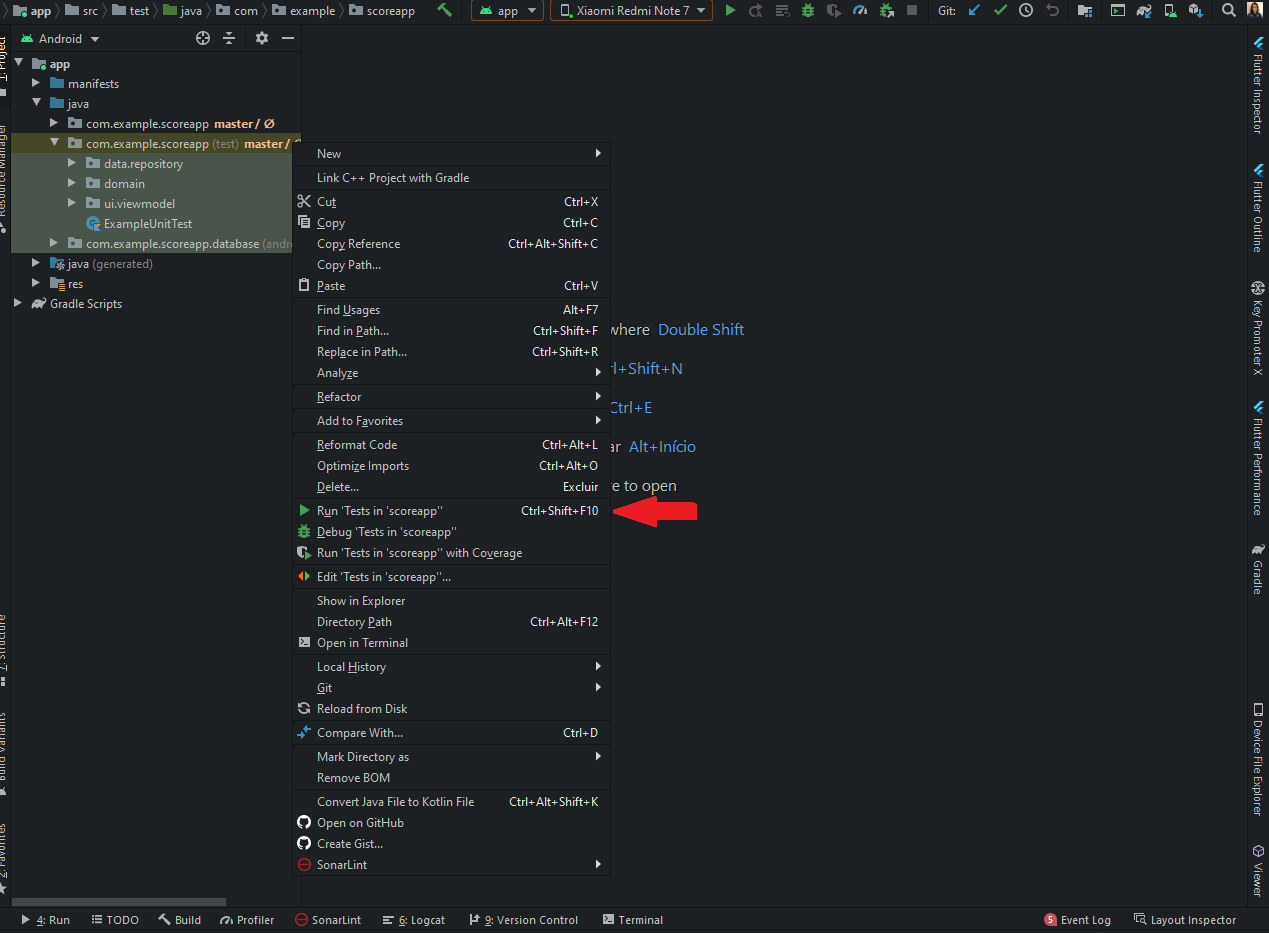 app src test java com example scoreapp app Xiaomi Redmi Note 7 Git:
Android
app
manifests
java
com.example.scoreapp master / Ø
com.example.scoreapp (test) master /
data.repository
domain
ui.viewmodel
ExampleUnitTest
com.example.scoreapp.database
java (generated)
res
Gradle Scripts
1: Project
Resource Manager
7: Structure
Build Variants
2: Favorites
New
Link C++ Project with Gradle
Cut Ctrl+X
Copy Ctrl+C
Copy Reference Ctrl+Alt+Shift+C
Copy Path...
Paste Ctrl+V
Find Usages Alt+F7
Find in Path... Ctrl+Shift+F
Replace in Path... Ctrl+Shift+R
Analyze
Refactor
Add to Favorites
Reformat Code Ctrl+Alt+L
Optimize Imports Ctrl+Alt+O
Delete... Excluir
Run 'Tests in 'scoreapp'' Ctrl+Shift+F10
Debug 'Tests in 'scoreapp''
Run 'Tests in 'scoreapp'' with Coverage
Edit 'Tests in 'scoreapp''...
Show in Explorer
Directory Path Ctrl+Alt+F12
Open in Terminal
Local History
Git
Reload from Disk
Compare With... Ctrl+D
Mark Directory as
Remove BOM
Convert Java File to Kotlin File Ctrl+Alt+Shift+K
Open on GitHub
Create Gist...
SonarLint
where Double Shift
rl+Shift+N
Ctrl+E
ar Alt+Início
re to open
Flutter Inspector
Flutter Outline
Key Promoter X
Flutter Performance
Gradle
Device File Explorer
Viewer
4: Run TODO Build Profiler SonarLint 6: Logcat 9: Version Control Terminal 5 Event Log Layout Inspector